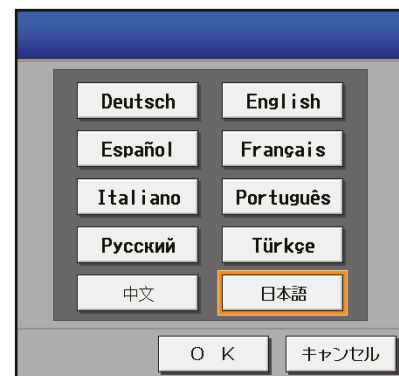 Deutsch English
Español Français
Italiano Português
Русский Türkçe
中文 日本語
O K キャンセル